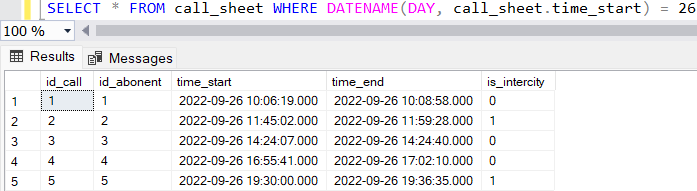 SELECT * FROM call_sheet WHERE DATENAME(DAY, call_sheet.time_start) = 26
100 %
Results Messages
id_call id_abonent time_start time_end is_intercity
1 1 1 2022-09-26 10:06:19.000 2022-09-26 10:08:58.000 0
2 2 2 2022-09-26 11:45:02.000 2022-09-26 11:59:28.000 1
3 3 3 2022-09-26 14:24:07.000 2022-09-26 14:24:40.000 0
4 4 4 2022-09-26 16:55:41.000 2022-09-26 17:02:10.000 0
5 5 5 2022-09-26 19:30:00.000 2022-09-26 19:36:35.000 1